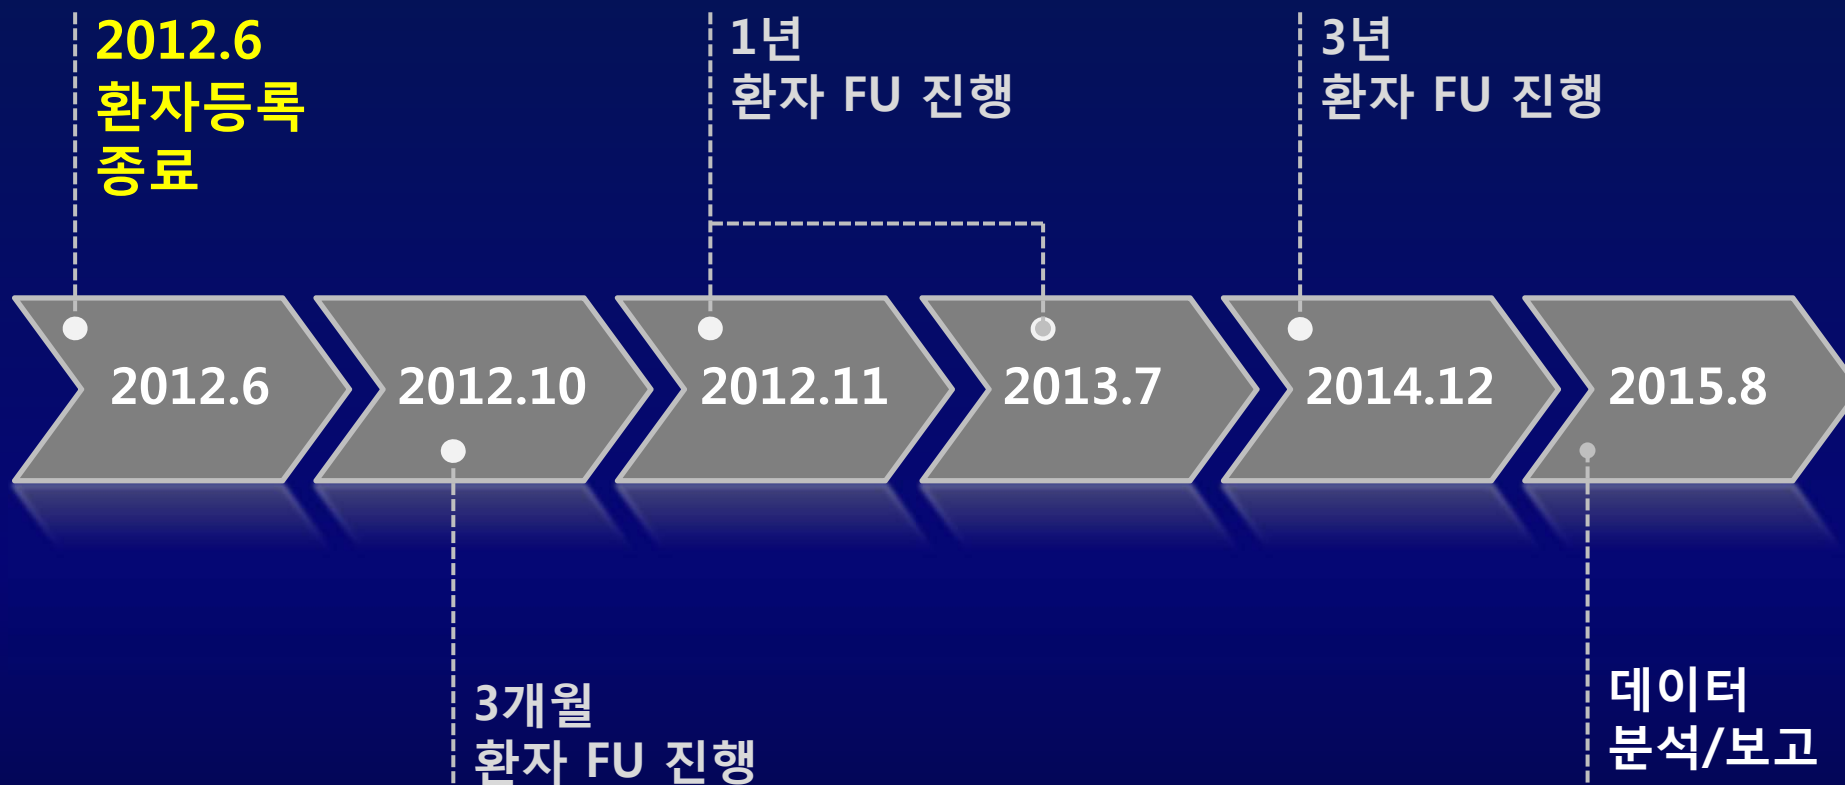 2012.6
환자등록
종료
1년
환자 FU 진행
3년
환자 FU 진행
2012.6
2012.10
2012.11
2013.7
2014.12
2015.8
3개월
환자 FU 진행
데이터
분석/보고